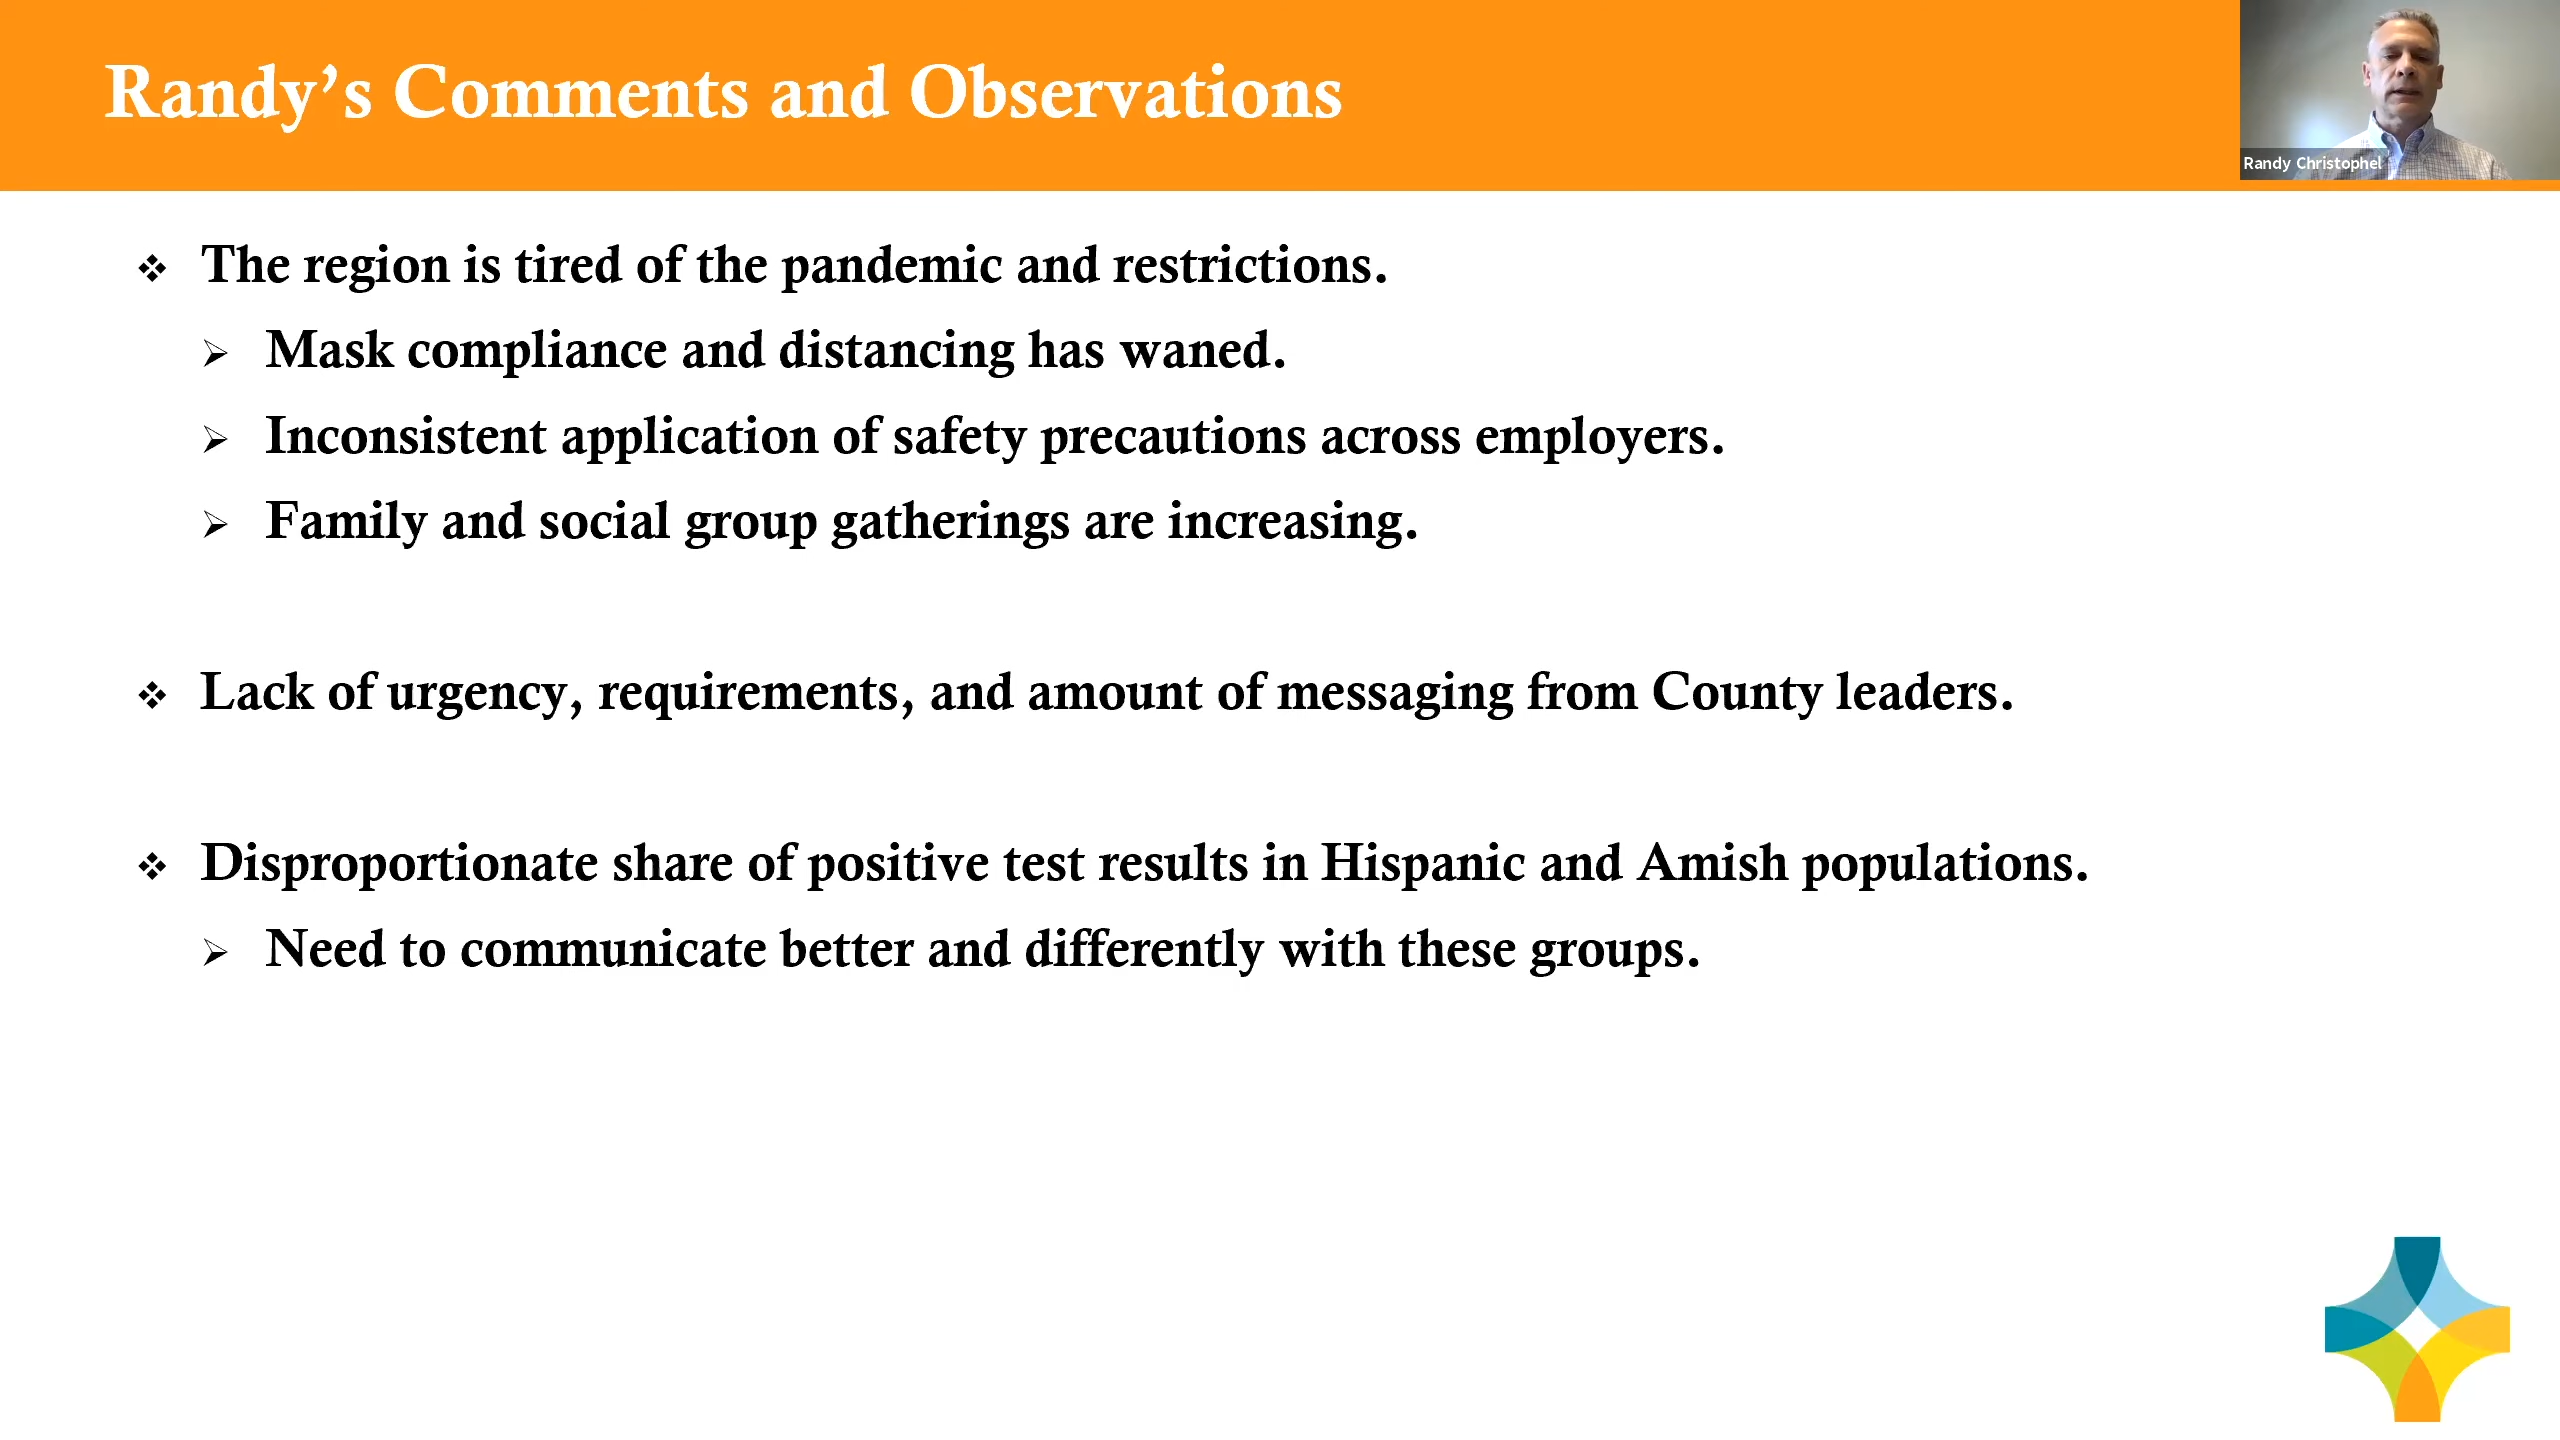 Randy’s Comments and Observations
Randy Christophel
❖ The region is tired of the pandemic and restrictions.
➢ Mask compliance and distancing has waned.
➢ Inconsistent application of safety precautions across employers.
➢ Family and social group gatherings are increasing.
❖ Lack of urgency, requirements, and amount of messaging from County leaders.
❖ Disproportionate share of positive test results in Hispanic and Amish populations.
➢ Need to communicate better and differently with these groups.